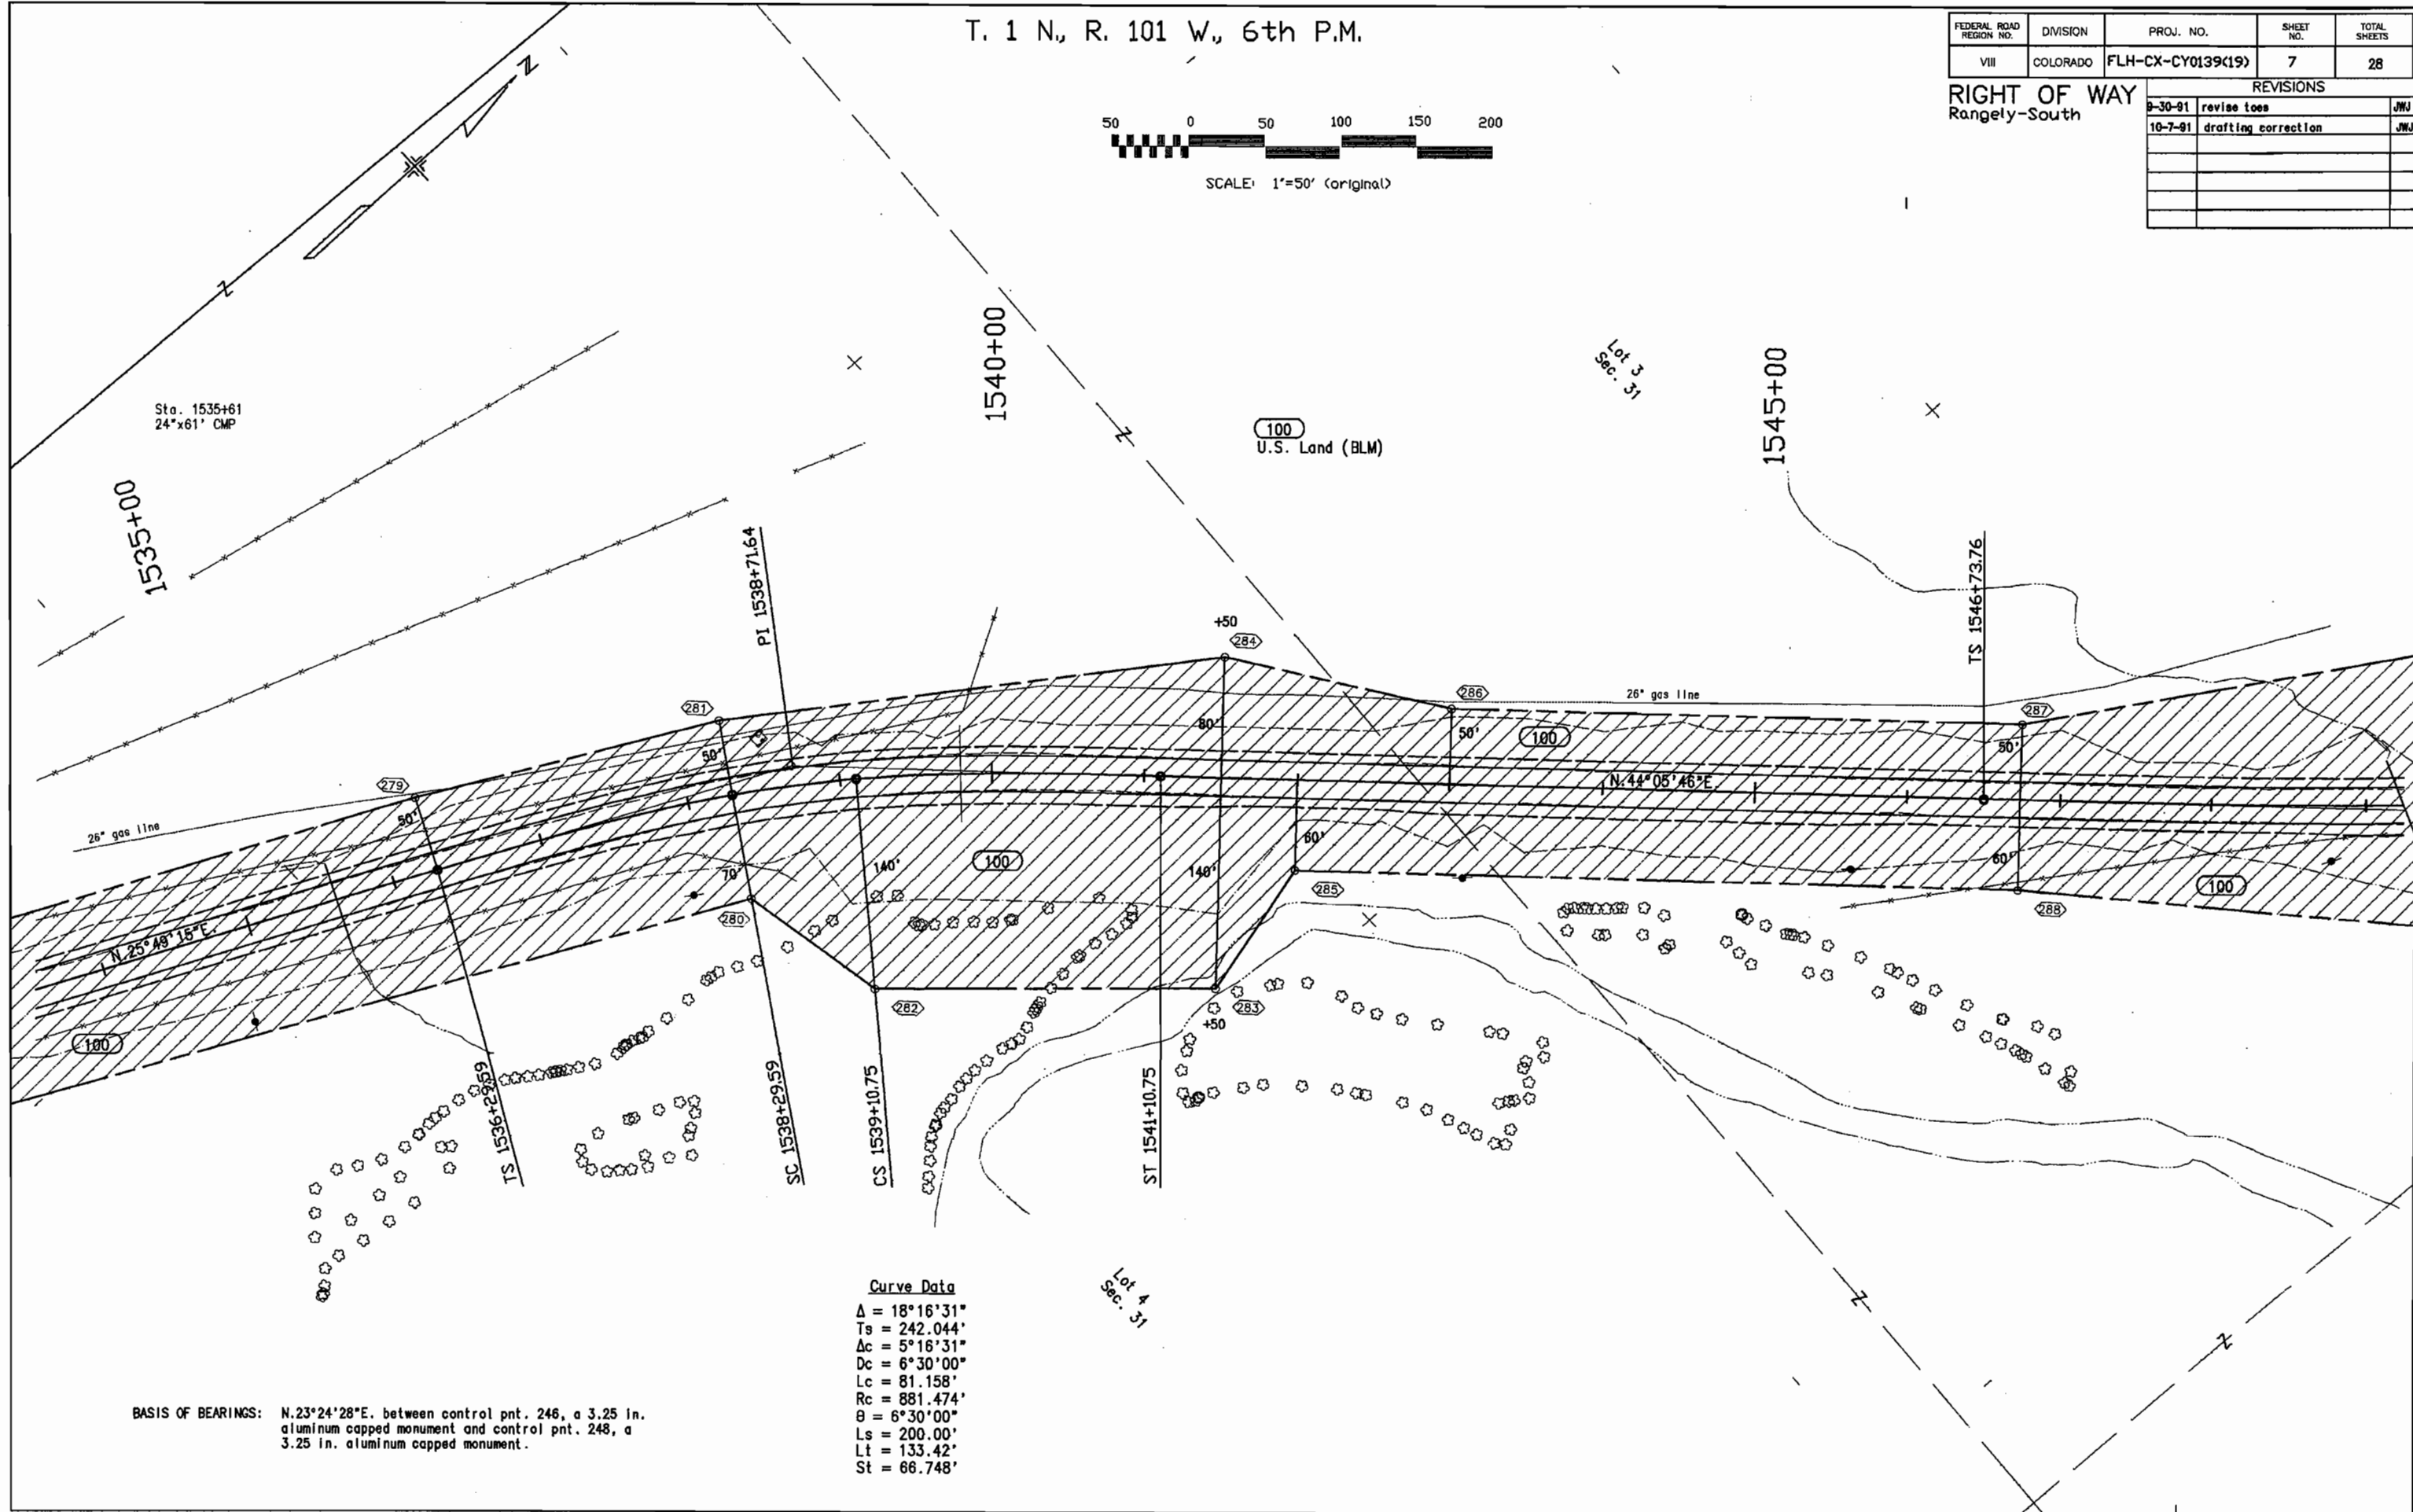 T. 1 N., R. 101 W., 6th P.M.
FEDERAL ROAD REGION NO.
DIVISION
PROJ. NO.
SHEET NO.
TOTAL SHEETS
VIII
COLORADO
FLH-CX-CY0139(19)
7
28
RIGHT OF WAY
Rangely-South
REVISIONS
9-30-91 revise toes JWJ
10-7-91 drafting correction JWJ
50 0 50 100 150 200
SCALE: 1"=50' (original)
Z
Z
Sta. 1535+61
24"x61' CMP
1535+00
1540+00
1545+00
Z
100
U.S. Land (BLM)
Lot 3
Sec. 31
PI 1538+71.64
TS 1546+73.76
+50
284
281
286
26" gas line
287
80'
50'
50'
100
50'
279
50'
N.44°05'46"E.
26" gas line
60'
140'
100
140'
70'
60'
100
285
280
288
N.25°49'15"E.
282
283
+50
100
TS 1536+29.59
SC 1538+29.59
CS 1539+10.75
ST 1541+10.75
Lot 4
Sec. 31
Z
Z
Curve Data
Δ = 18°16'31"
Ts = 242.044'
Δc = 5°16'31"
Dc = 6°30'00"
Lc = 81.158'
Rc = 881.474'
θ = 6°30'00"
Ls = 200.00'
Lt = 133.42'
St = 66.748'
BASIS OF BEARINGS: N.23°24'28"E. between control pnt. 246, a 3.25 in.
aluminum capped monument and control pnt. 248, a
3.25 in. aluminum capped monument.